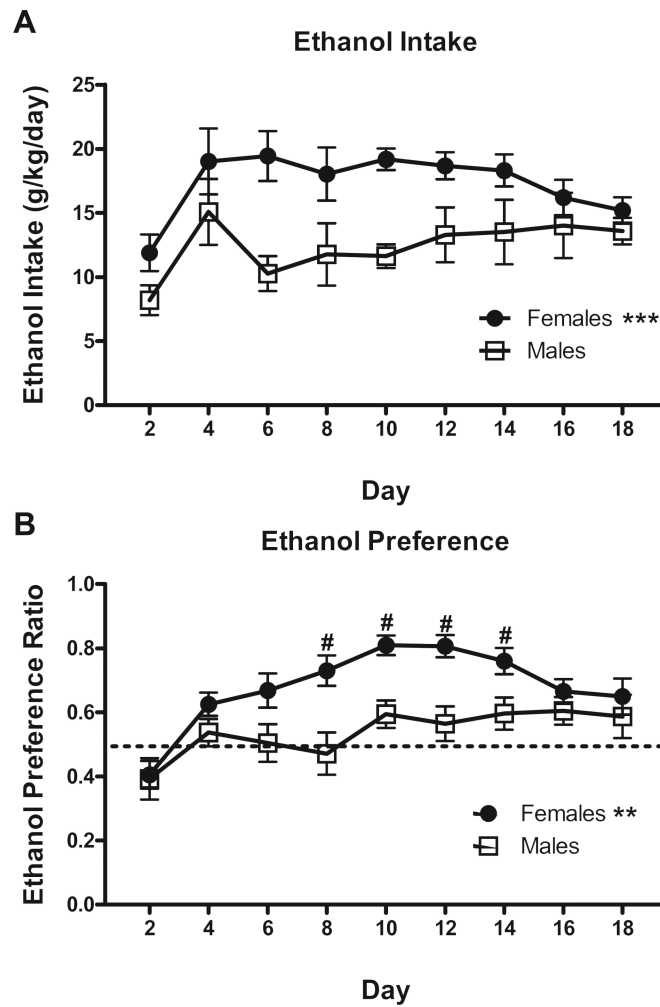 A
Ethanol Intake
Ethanol Intake (g/kg/day)
25
20
15
10
5
0
Females ***
Males
2 4 6 8 10 12 14 16 18
Day
B
Ethanol Preference
Ethanol Preference Ratio
1.0
0.8
0.6
0.4
0.2
0.0
# # # #
Females **
Males
2 4 6 8 10 12 14 16 18
Day